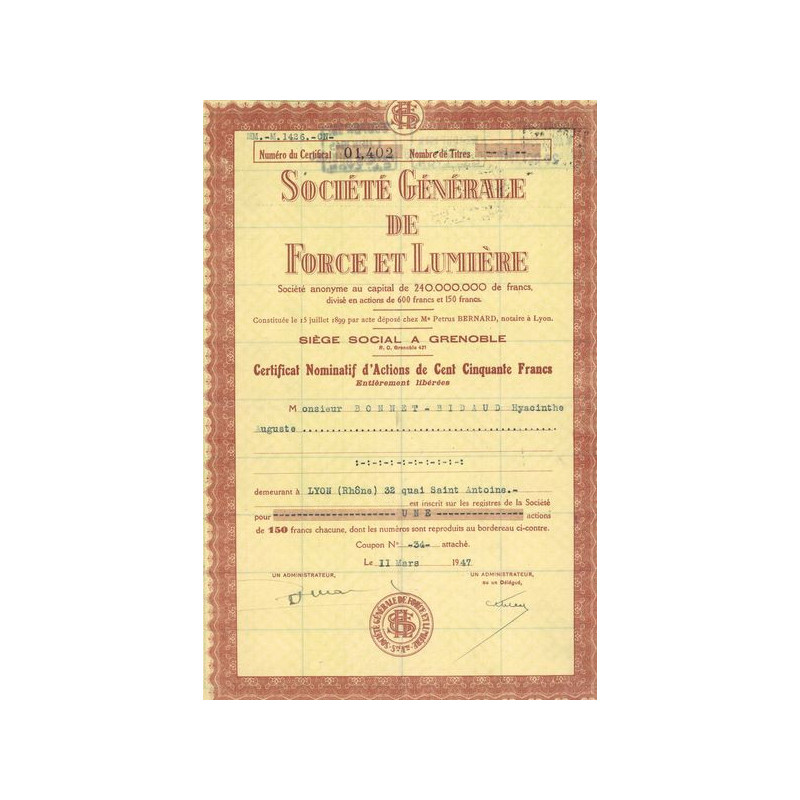 EM.-M.1426.-CN-
Numéro du Certificat 01,402 Nombre de Titres --1--
SOCIÉTÉ GÉNÉRALE
DE
FORCE ET LUMIÈRE
Société anonyme au capital de 240.000.000 de francs,
divisé en actions de 600 francs et 150 francs.
Constituée le 15 juillet 1899 par acte déposé chez Me Petrus BERNARD, notaire à Lyon.
SIÈGE SOCIAL A GRENOBLE
R. C. Grenoble 421
Certificat Nominatif d'Actions de Cent Cinquante Francs
Entièrement libérées
Monsieur BONNET-BIDAUD Hyacinthe
Auguste..................................................
:-:-:-:-:-:-:-:-:
demeurant à LYON (Rhône) 32 quai Saint Antoine.-
est inscrit sur les registres de la Société
pour -------------------- UNE -------------------- actions
de 150 francs chacune, dont les numéros sont reproduits au bordereau ci-contre.
Coupon No -34- attaché.
Le 11 Mars 1947
UN ADMINISTRATEUR, UN ADMINISTRATEUR,
ou un Délégué,
SOCIÉTÉ GÉNÉRALE DE FORCE ET LUMIÈRE